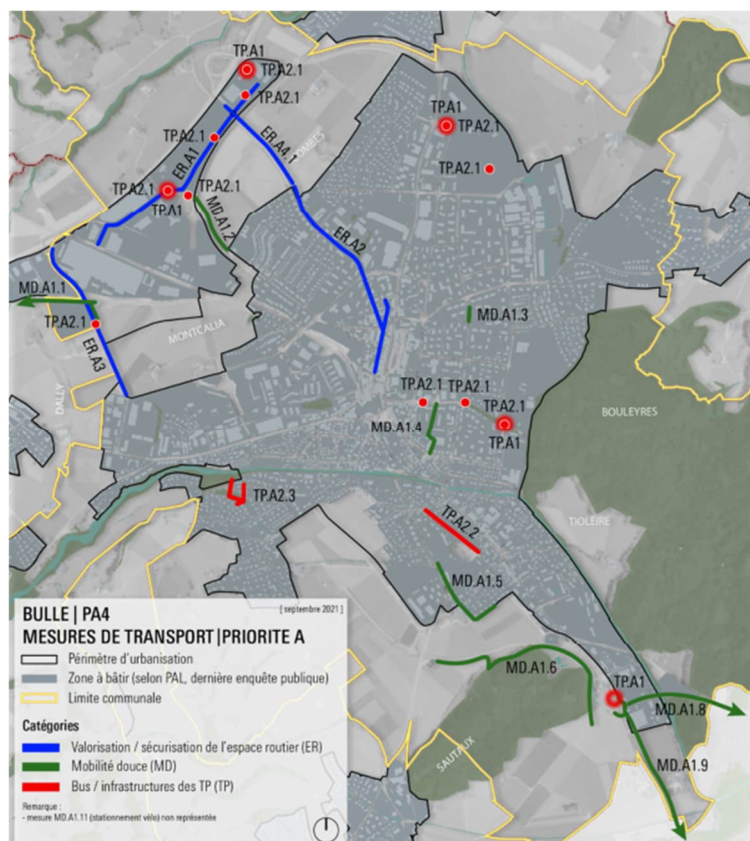 TP.A1
TP.A2.1
TP.A2.1
TP.A1
TP.A2.1
TP.A2.1
ER.A1
ER.A4.1
TP.A2.1
TP.A2.1
TP.A2.1
TP.A1
MD.A1.2
ER.A2
MD.A1.1
MD.A1.3
TP.A2.1
MONTCALIA
ER.A3
DALLY
TP.A2.1
TP.A2.1
TP.A2.1
BOULEYRES
MD.A1.4
TP.A1
TP.A2.3
TP.A2.2
MD.A1.5
MD.A1.6
TP.A1
MD.A1.8
SAUTAUX
MD.A1.9
BULLE | PA4
[ septembre 2021 ]
MESURES DE TRANSPORT | PRIORITE A
Périmètre d'urbanisation
Zone à bâtir (selon PAL, dernière enquête publique)
Limite communale
Catégories
Valorisation / sécurisation de l'espace routier (ER)
Mobilité douce (MD)
Bus / infrastructures des TP (TP)
Remarque :
- mesure MD.A1.11 (stationnement vélo) non représentée